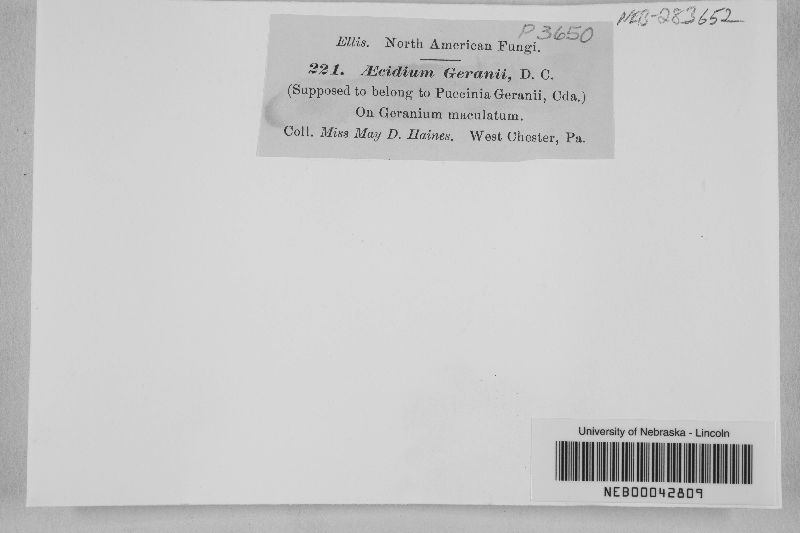 P3650
NEB-283652
Ellis. North American Fungi.
221. Æcidium Geranii, D. C.
(Supposed to belong to Puccinia Geranii, Cda.)
On Geranium maculatum.
Coll. Miss May D. Haines. West Chester, Pa.
University of Nebraska - Lincoln
NEB00042809